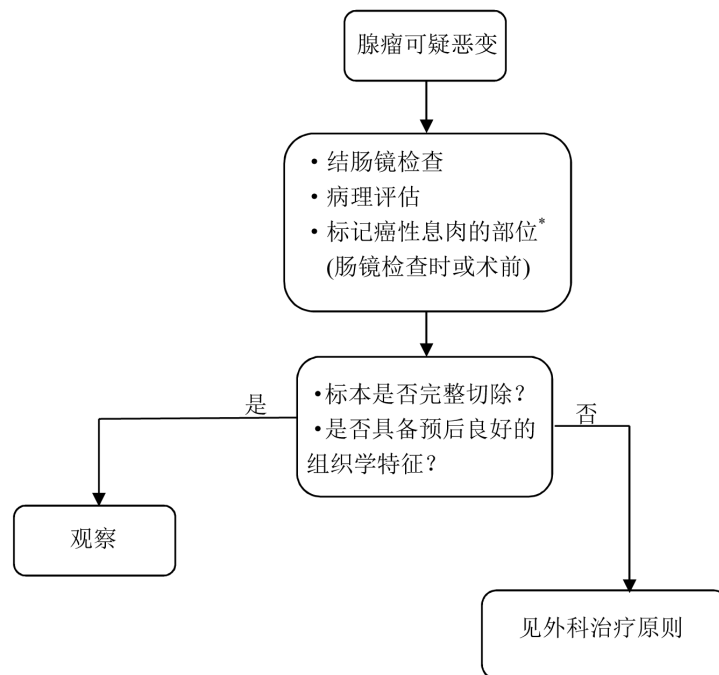 腺瘤可疑恶变
·结肠镜检查
·病理评估
·标记癌性息肉的部位*
(肠镜检查时或术前)
·标本是否完整切除?
·是否具备预后良好的
组织学特征?
是
否
观察
见外科治疗原则